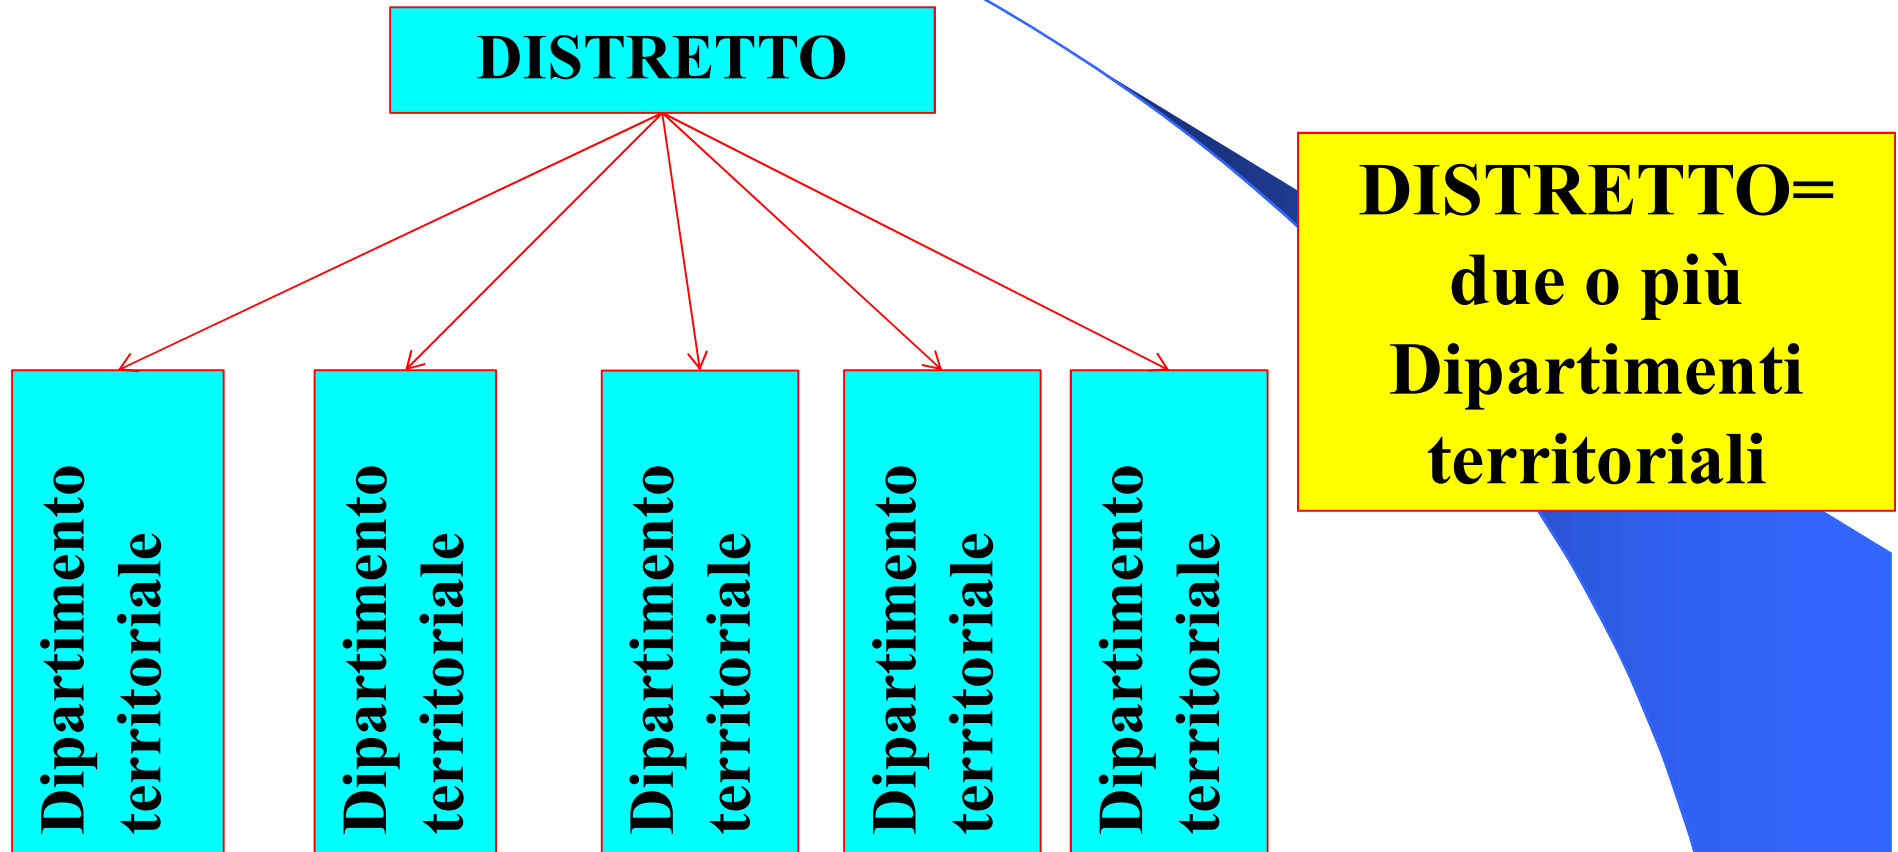 DISTRETTO
DISTRETTO=
due o più
Dipartimenti
territoriali
Dipartimento
territoriale
Dipartimento
territoriale
Dipartimento
territoriale
Dipartimento
territoriale
Dipartimento
territoriale